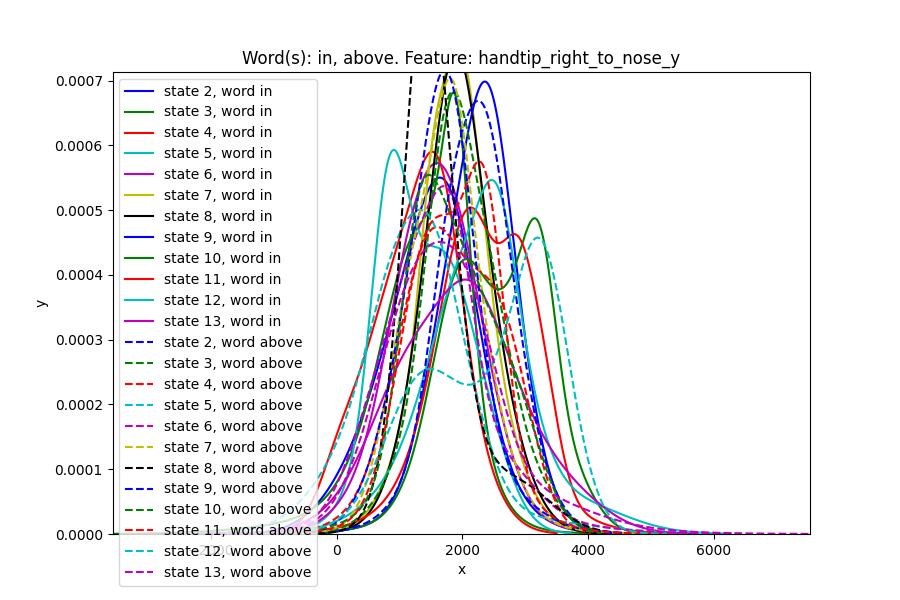 Word(s): in, above. Feature: handtip_right_to_nose_y
0.0007
0.0006
0.0005
0.0004
0.0003
0.0002
0.0001
0.0000
y
state 2, word in
state 3, word in
state 4, word in
state 5, word in
state 6, word in
state 7, word in
state 8, word in
state 9, word in
state 10, word in
state 11, word in
state 12, word in
state 13, word in
state 2, word above
state 3, word above
state 4, word above
state 5, word above
state 6, word above
state 7, word above
state 8, word above
state 9, word above
state 10, word above
state 11, word above
state 12, word above
state 13, word above
0 2000 4000 6000
x